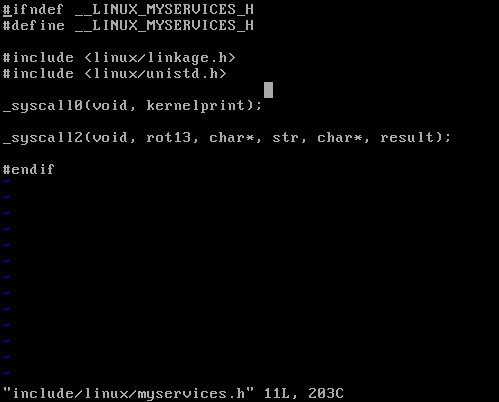 #ifndef __LINUX_MYSERVICES_H
#define __LINUX_MYSERVICES_H

#include <linux/linkage.h>
#include <linux/unistd.h>

_syscall0(void, kernelprint);

_syscall2(void, rot13, char*, str, char*, result);

#endif
~
~
~
~
~
~
~
~
~
~
~
~
~
"include/linux/myservices.h" 11L, 203C